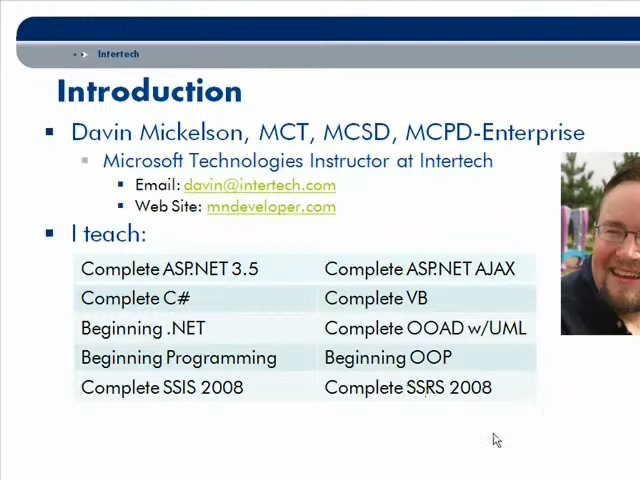 Intertech
Introduction
Davin Mickelson, MCT, MCSD, MCPD-Enterprise
Microsoft Technologies Instructor at Intertech
Email: davin@intertech.com
Web Site: mndeveloper.com
I teach:
Complete ASP.NET 3.5 Complete ASP.NET AJAX
Complete C# Complete VB
Beginning .NET Complete OOAD w/UML
Beginning Programming Beginning OOP
Complete SSIS 2008 Complete SSRS 2008